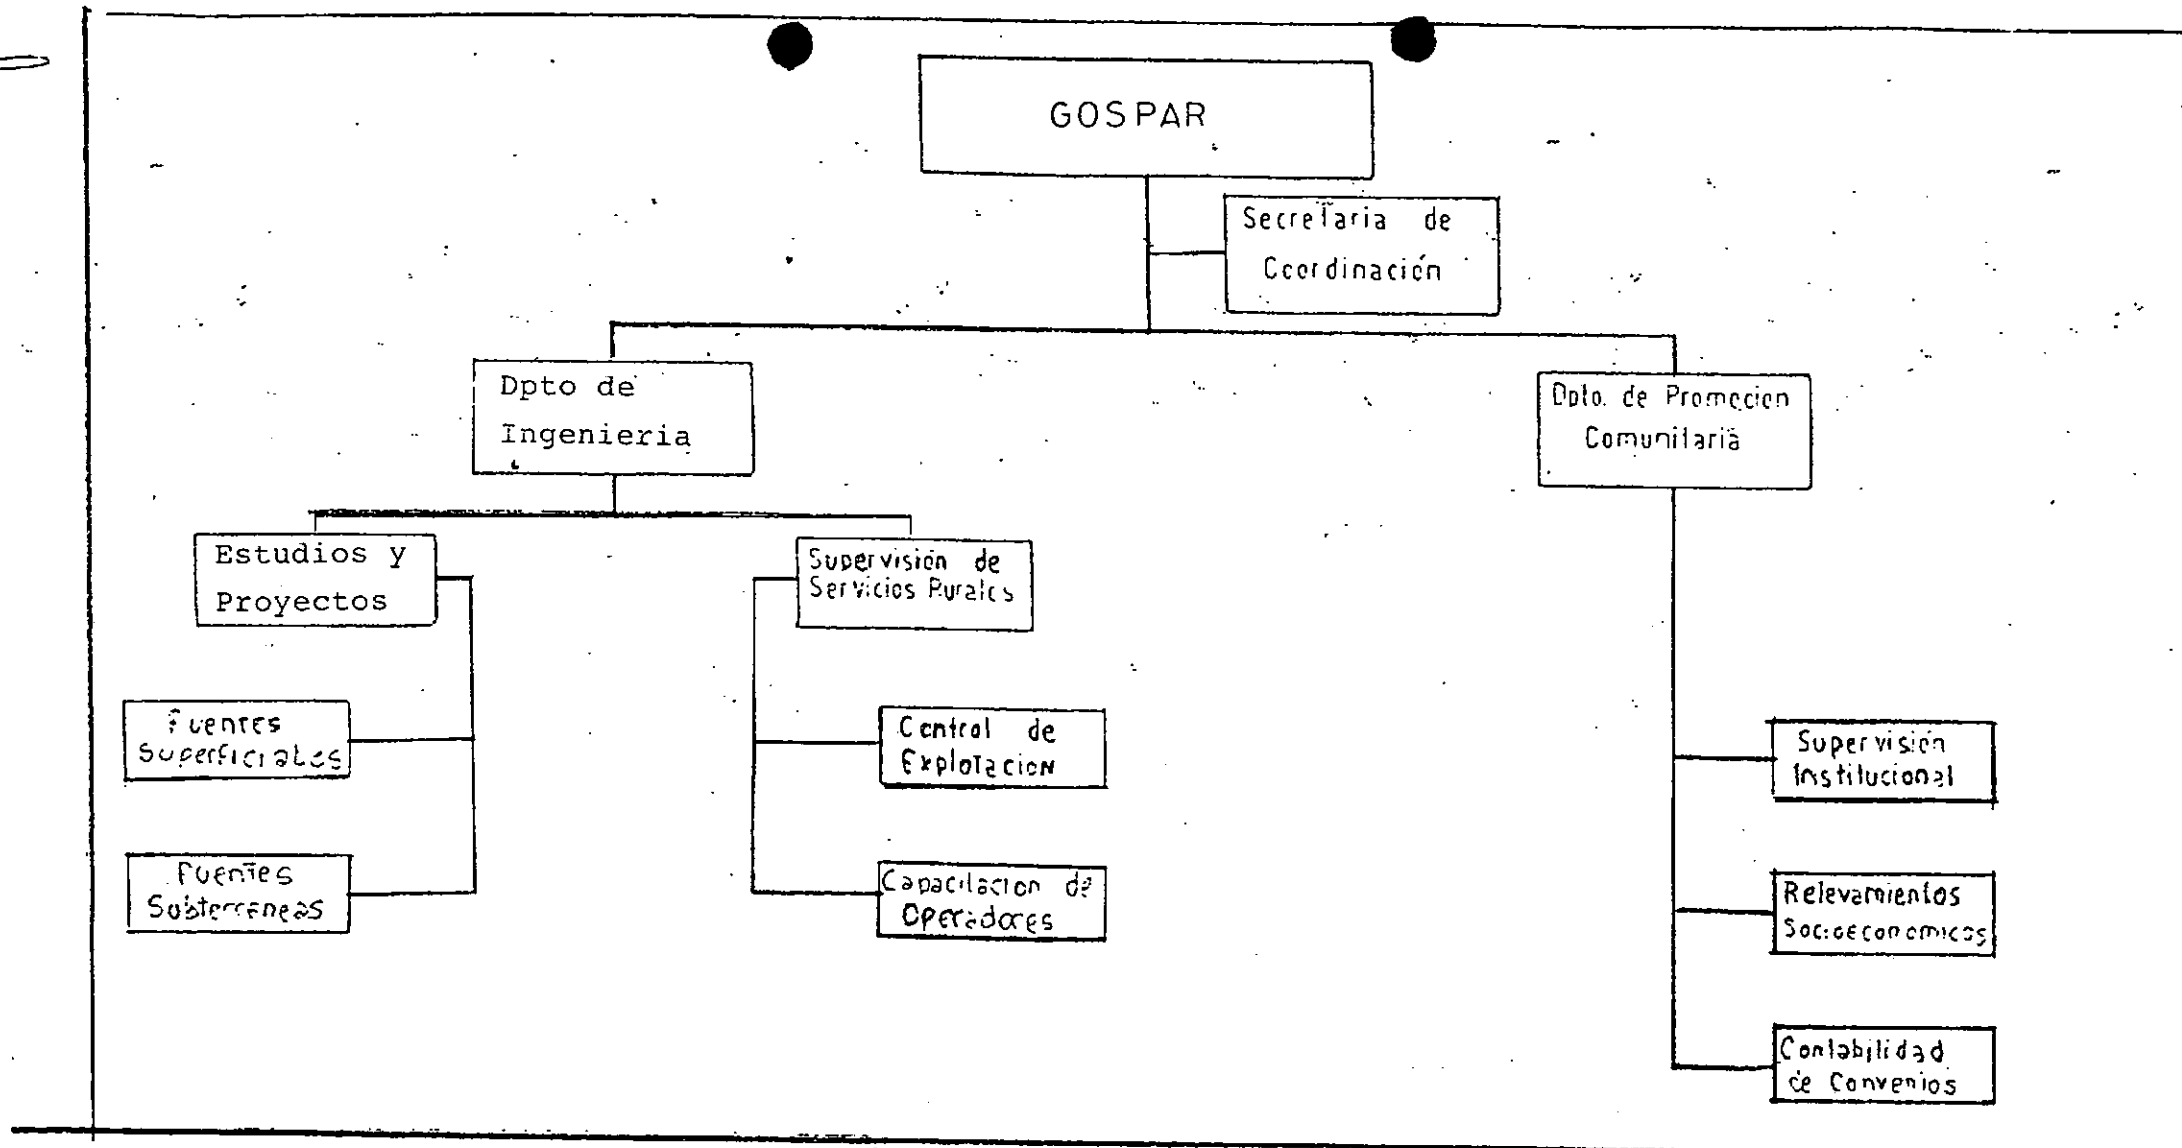 GOSPAR
Secretaria de
Coordinación
Dpto de
Ingenieria
Dpto. de Promocion
Comunitaria
Estudios y
Proyectos
Supervisión de
Servicios Rurales
Fuentes
Superficiales
Central de
Explotacion
Supervisión
Institucional
Fuentes
Subterraneas
Capacitacion de
Operadores
Relevamientos
Socioeconomicos
Contabilidad
de Convenios